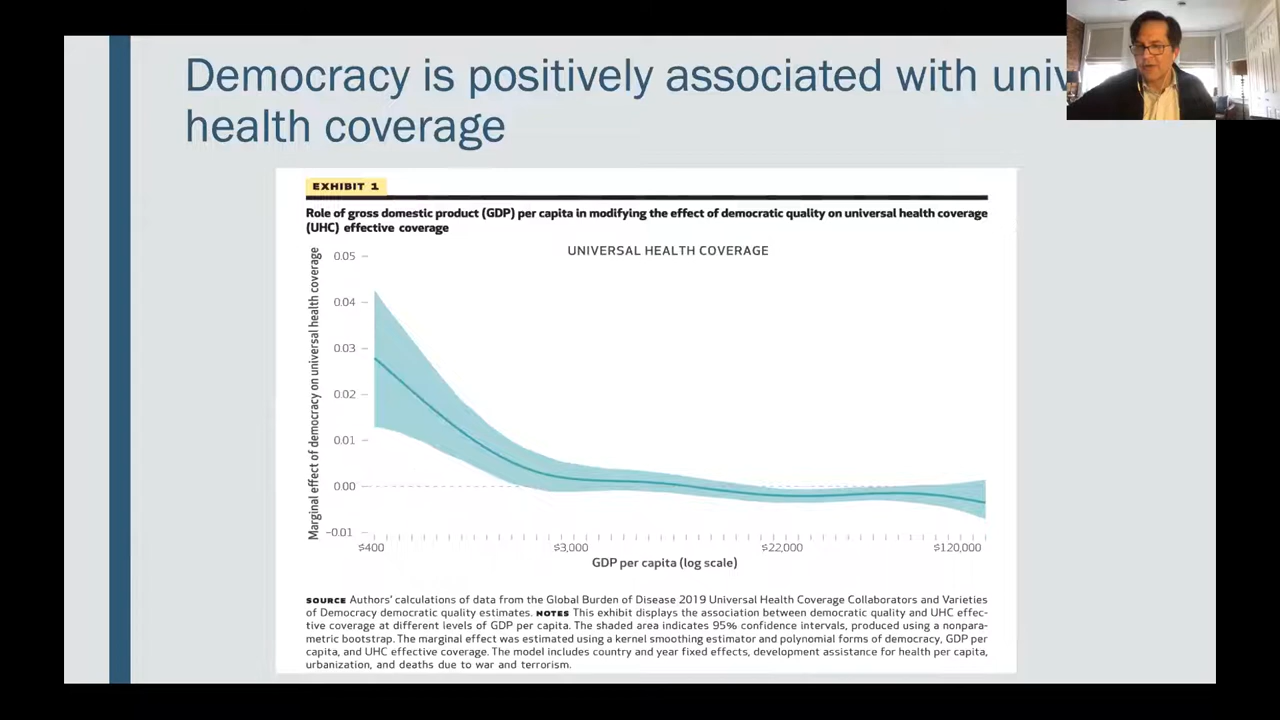 Democracy is positively associated with
health coverage
EXHIBIT 1
Role of gross domestic product (GDP) per capita in modifying the effect of democratic quality on universal health coverage
(UHC) effective coverage
UNIVERSAL HEALTH COVERAGE
Marginal effect of democracy on universal health coverage
0.05
0.04
0.03
0.02
0.01
0.00
−0.01
$400
$3,000
$22,000
$120,000
GDP per capita (log scale)
SOURCE Authors' calculations of data from the Global Burden of Disease 2019 Universal Health Coverage Collaborators and Varieties
of Democracy democratic quality estimates. NOTES This exhibit displays the association between democratic quality and UHC effec-
tive coverage at different levels of GDP per capita. The shaded area indicates 95% confidence intervals, produced using a nonpara-
metric bootstrap. The marginal effect was estimated using a kernel smoothing estimator and polynomial forms of democracy, GDP per
capita, and UHC effective coverage. The model includes country and year fixed effects, development assistance for health per capita,
urbanization, and deaths due to war and terrorism.